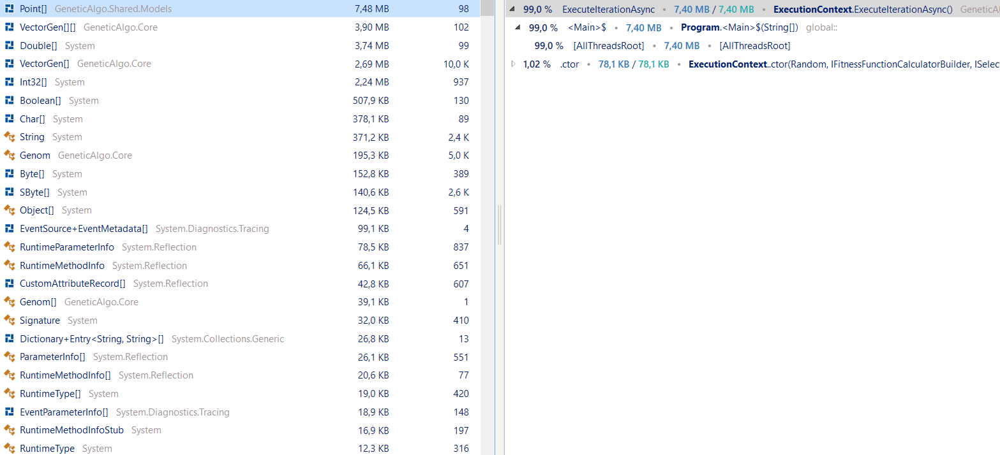 Point[] GeneticAlgo.Shared.Models 7,48 MB 98
VectorGen[][] GeneticAlgo.Core 3,90 MB 102
Double[] System 3,74 MB 99
VectorGen[] GeneticAlgo.Core 2,69 MB 10,0 K
Int32[] System 2,24 MB 937
Boolean[] System 507,9 KB 130
Char[] System 378,1 KB 89
String System 371,2 KB 2,4 K
Genom GeneticAlgo.Core 195,3 KB 5,0 K
Byte[] System 152,8 KB 389
SByte[] System 140,6 KB 2,6 K
Object[] System 124,5 KB 591
EventSource+EventMetadata[] System.Diagnostics.Tracing 99,1 KB 4
RuntimeParameterInfo System.Reflection 78,5 KB 837
RuntimeMethodInfo System.Reflection 66,1 KB 651
CustomAttributeRecord[] System.Reflection 42,8 KB 607
Genom[] GeneticAlgo.Core 39,1 KB 1
Signature System 32,0 KB 410
Dictionary+Entry<String, String>[] System.Collections.Generic 26,8 KB 13
ParameterInfo[] System.Reflection 26,1 KB 551
RuntimeMethodInfo[] System.Reflection 20,6 KB 77
RuntimeType[] System 19,0 KB 420
EventParameterInfo[] System.Diagnostics.Tracing 18,9 KB 148
RuntimeMethodInfoStub System 16,9 KB 197
RuntimeType System 12,3 KB 316
99,0 % ExecuteIterationAsync • 7,40 MB / 7,40 MB • ExecutionContext.ExecuteIterationAsync() GeneticAl
99,0 % <Main>$ • 7,40 MB • Program.<Main>$(String[]) global::
99,0 % [AllThreadsRoot] • 7,40 MB • [AllThreadsRoot]
1,02 % .ctor • 78,1 KB / 78,1 KB • ExecutionContext..ctor(Random, IFitnessFunctionCalculatorBuilder, ISelec